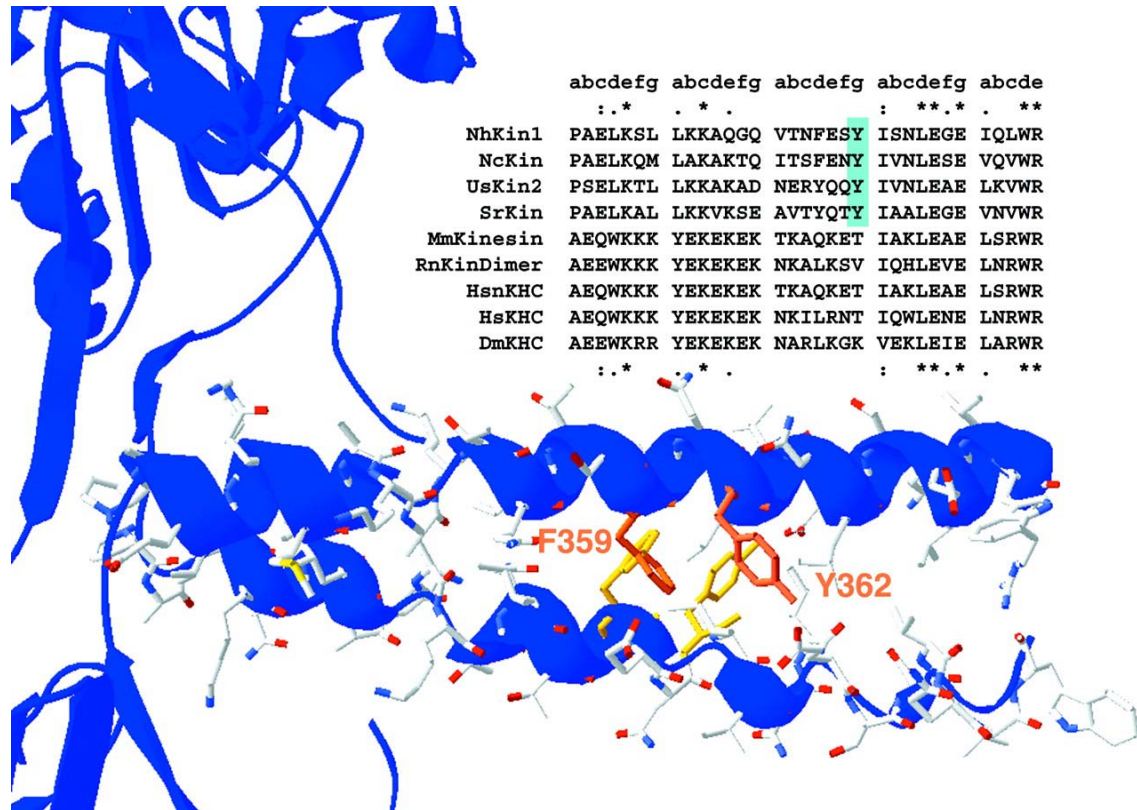 abcdefg abcdefg abcdefg abcdefg abcde
:.* . * . : **.* . **
NhKin1 PAELKSL LKKAQGQ VTNFESY ISNLEGE IQLWR
NcKin PAELKQM LAKAKTQ ITSFENY IVNLESE VQVWR
UsKin2 PSELKTL LKKAKAD NERYQQY IVNLEAE LKVWR
SrKin PAELKAL LKKVKSE AVTYQTY IAALEGE VNVWR
MmKinesin AEQWKKK YEKEKEK TKAQKET IAKLEAE LSRWR
RnKinDimer AEEWKKK YEKEKEK NKALKSV IQHLEVE LNRWR
HsnKHC AEQWKKK YEKEKEK TKAQKET IAKLEAE LSRWR
HsKHC AEQWKKK YEKEKEK NKILRNT IQWLENE LNRWR
DmKHC AEEWKRR YEKEKEK NARLKGK VEKLEIE LARWR
:.* . * . : **.* . **
F359
Y362